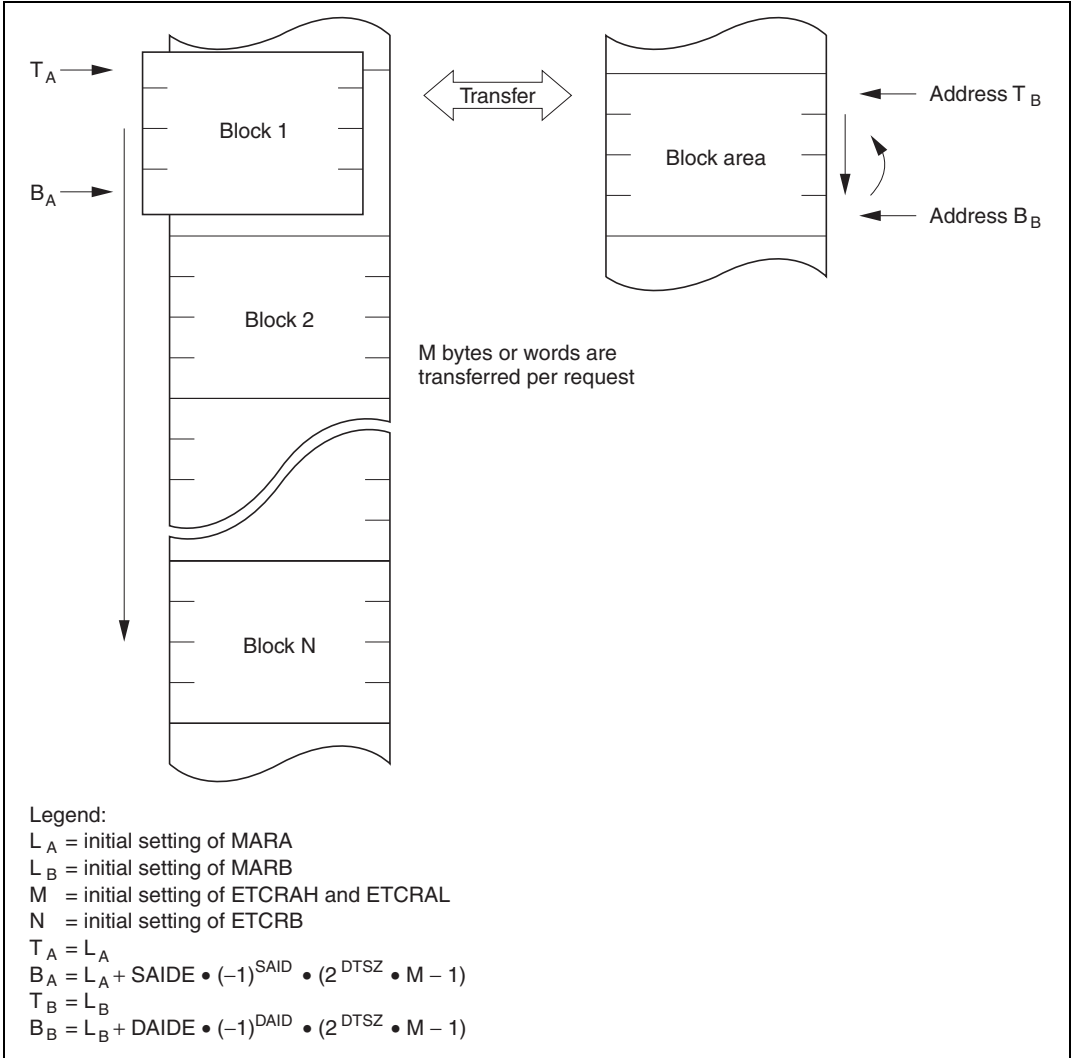 T A
Block 1
B A
Transfer
Address T B
Block area
Address B B
Block 2
M bytes or words are
transferred per request
Block N
Legend:
L A = initial setting of MARA
L B = initial setting of MARB
M = initial setting of ETCRAH and ETCRAL
N = initial setting of ETCRB
T A = L A
B A = L A + SAIDE • (−1)^SAID • (2^DTSZ • M − 1)
T B = L B
B B = L B + DAIDE • (−1)^DAID • (2^DTSZ • M − 1)